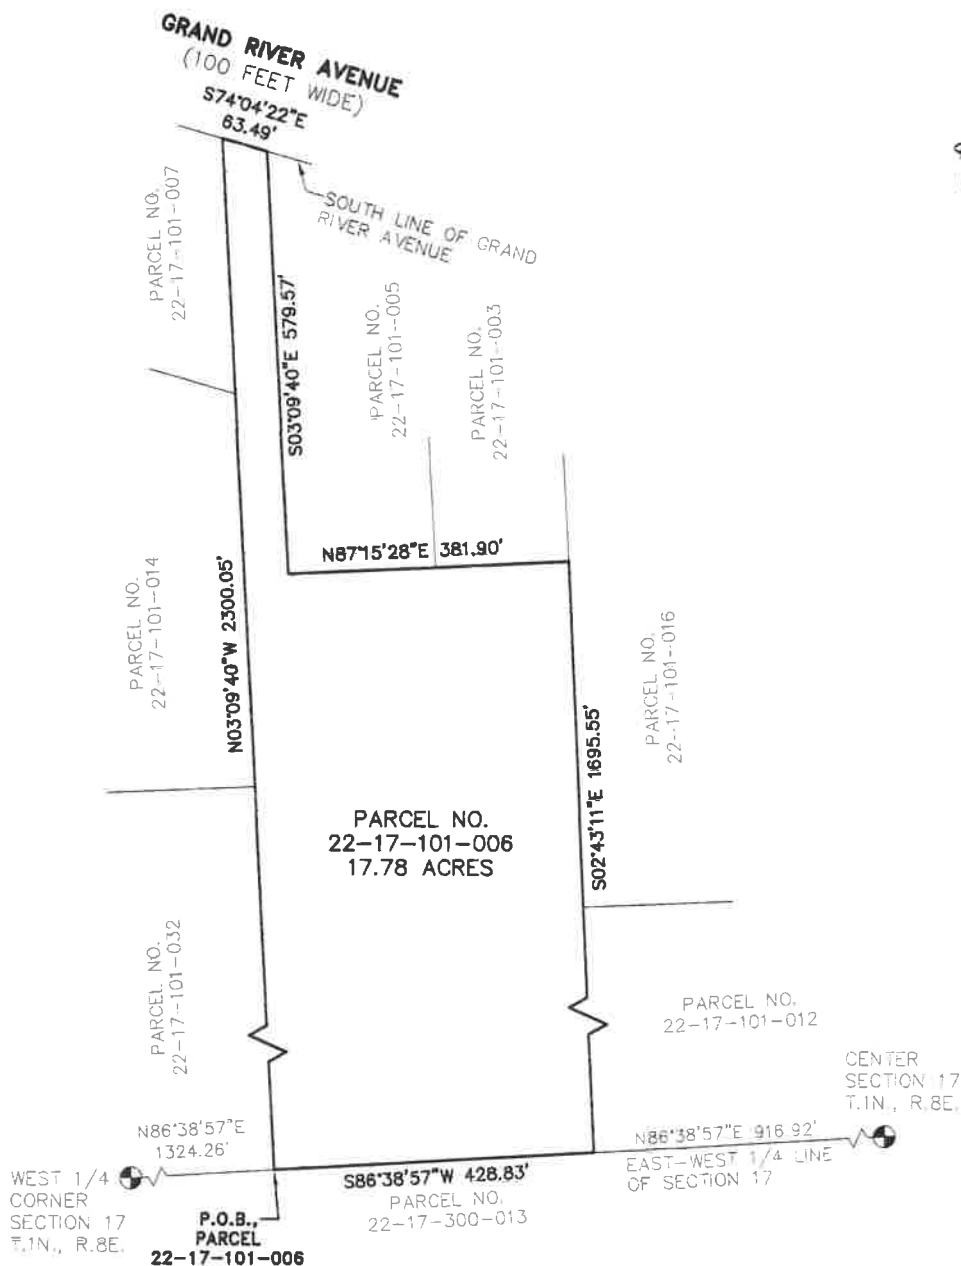 GRAND RIVER AVENUE
(100 FEET WIDE)
S74°04'22"E
63.49'
SOUTH LINE OF GRAND
RIVER AVENUE
PARCEL NO.
22-17-101-007
S03°09'40"E 579.57'
PARCEL NO.
22-17-101-005
PARCEL NO.
22-17-101-003
N87°15'28"E 381.90'
PARCEL NO.
22-17-101-014
N03°09'40"W 2300.05'
PARCEL NO.
22-17-101-016
S02°43'11"E 1695.55'
PARCEL NO.
22-17-101-006
17.78 ACRES
PARCEL NO.
22-17-101-032
PARCEL NO.
22-17-101-012
CENTER
SECTION 17
T.1N., R.8E.
N86°38'57"E
1324.26'
N86°38'57"E 916.92'
EAST-WEST 1/4 LINE
OF SECTION 17
WEST 1/4
CORNER
SECTION 17
T.1N., R.8E.
S86°38'57"W 428.83'
PARCEL NO.
22-17-300-013
P.O.B.,
PARCEL
22-17-101-006